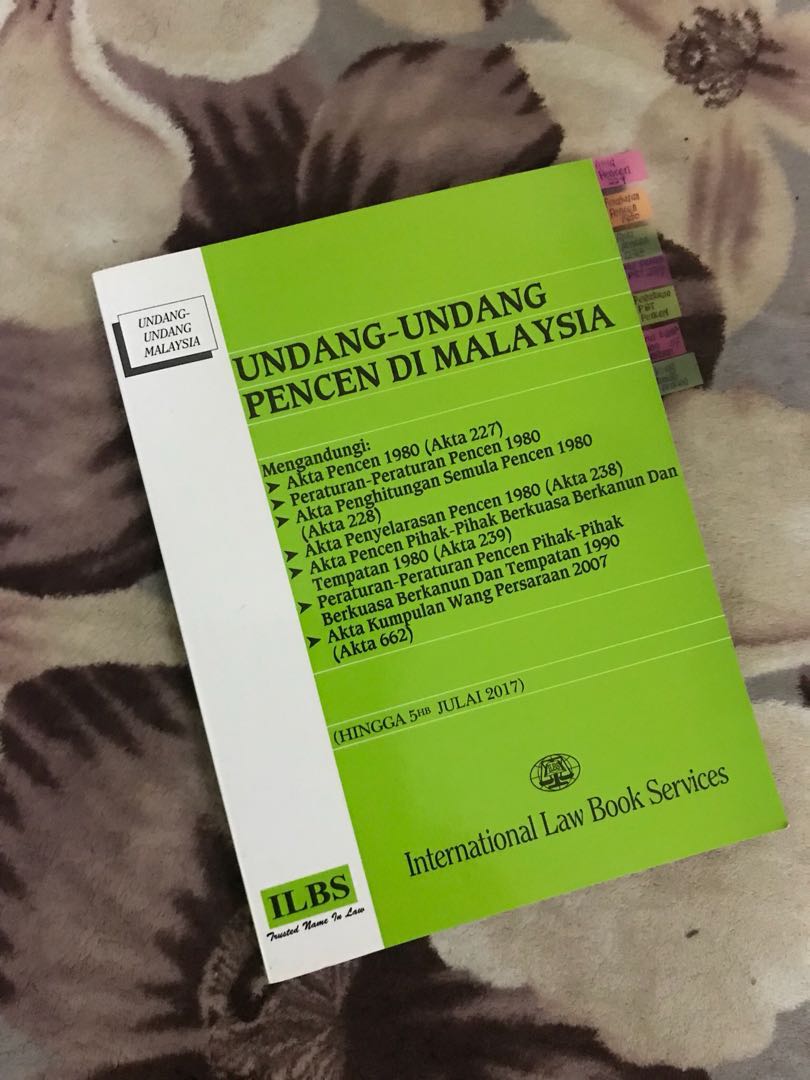 UNDANG-
UNDANG
MALAYSIA
UNDANG-UNDANG
PENCEN DI MALAYSIA
Mengandungi:
➤ Akta Pencen 1980 (Akta 227)
➤ Peraturan-Peraturan Pencen 1980
➤ Akta Penghitungan Semula Pencen 1980
(Akta 228)
➤ Akta Penyelarasan Pencen 1980 (Akta 238)
➤ Akta Pencen Pihak-Pihak Berkuasa Berkanun Dan
Tempatan 1980 (Akta 239)
➤ Peraturan-Peraturan Pencen Pihak-Pihak
Berkuasa Berkanun Dan Tempatan 1990
➤ Akta Kumpulan Wang Persaraan 2007
(Akta 662)
(HINGGA 5HB JULAI 2017)
International Law Book Services
ILBS
Trusted Name In Law